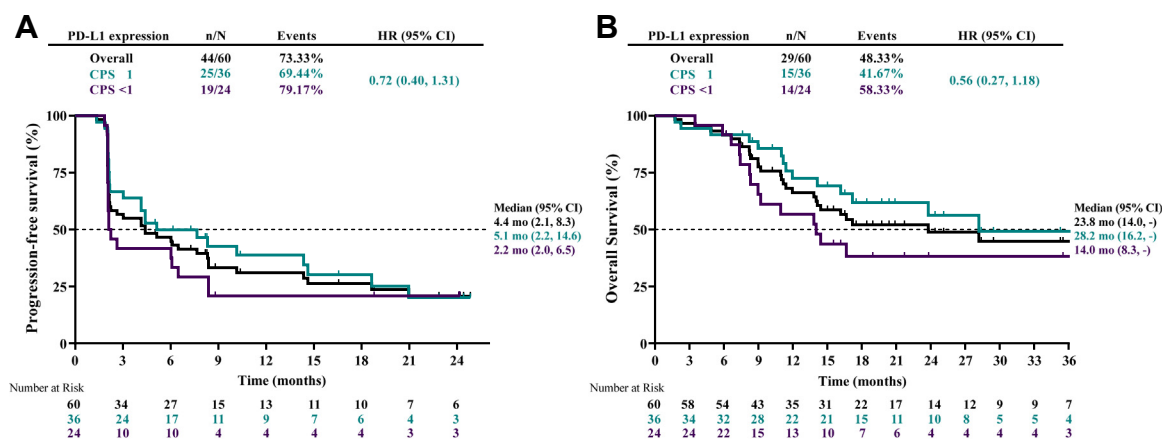 A
PD-L1 expression n/N Events HR (95% CI)
Overall 44/60 73.33%
CPS 1 25/36 69.44% 0.72 (0.40, 1.31)
CPS <1 19/24 79.17%
Progression-free survival (%)
100
75
50
25
0
Median (95% CI)
4.4 mo (2.1, 8.3)
5.1 mo (2.2, 14.6)
2.2 mo (2.0, 6.5)
0 3 6 9 12 15 18 21 24
Time (months)
Number at Risk
60 34 27 15 13 11 10 7 6
36 24 17 11 9 7 6 4 3
24 10 10 4 4 4 4 3 3
B
PD-L1 expression n/N Events HR (95% CI)
Overall 29/60 48.33%
CPS 1 15/36 41.67% 0.56 (0.27, 1.18)
CPS <1 14/24 58.33%
Overall Survival (%)
100
75
50
25
0
Median (95% CI)
23.8 mo (14.0, -)
28.2 mo (16.2, -)
14.0 mo (8.3, -)
0 3 6 9 12 15 18 21 24 27 30 33 36
Time (months)
Number at Risk
60 58 54 43 35 31 22 17 14 12 9 9 7
36 34 32 28 22 21 15 11 10 8 5 5 4
24 24 22 15 13 10 7 6 4 4 4 4 3